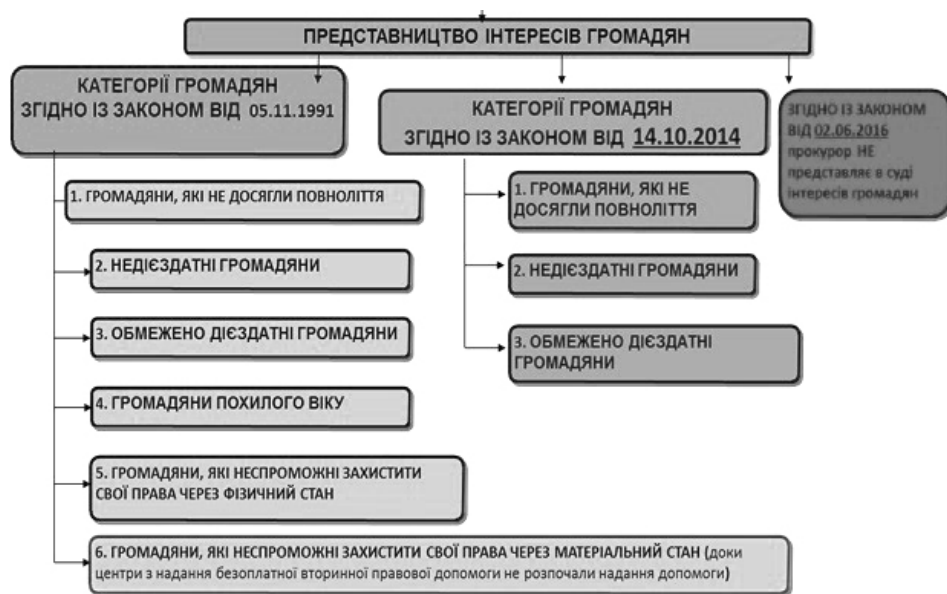 ПРЕДСТАВНИЦТВО ІНТЕРЕСІВ ГРОМАДЯН
КАТЕГОРІЇ ГРОМАДЯН
ЗГІДНО ІЗ ЗАКОНОМ ВІД 05.11.1991
1. ГРОМАДЯНИ, ЯКІ НЕ ДОСЯГЛИ ПОВНОЛІТТЯ
2. НЕДІЄЗДАТНІ ГРОМАДЯНИ
3. ОБМЕЖЕНО ДІЄЗДАТНІ ГРОМАДЯНИ
4. ГРОМАДЯНИ ПОХИЛОГО ВІКУ
5. ГРОМАДЯНИ, ЯКІ НЕСПРОМОЖНІ ЗАХИСТИТИ
СВОЇ ПРАВА ЧЕРЕЗ ФІЗИЧНИЙ СТАН
6. ГРОМАДЯНИ, ЯКІ НЕСПРОМОЖНІ ЗАХИСТИТИ СВОЇ ПРАВА ЧЕРЕЗ МАТЕРІАЛЬНИЙ СТАН (доки
центри з надання безоплатної вторинної правової допомоги не розпочали надання допомоги)
КАТЕГОРІЇ ГРОМАДЯН
ЗГІДНО ІЗ ЗАКОНОМ ВІД 14.10.2014
1. ГРОМАДЯНИ, ЯКІ НЕ
ДОСЯГЛИ ПОВНОЛІТТЯ
2. НЕДІЄЗДАТНІ ГРОМАДЯНИ
3. ОБМЕЖЕНО ДІЄЗДАТНІ
ГРОМАДЯНИ
ЗГІДНО ІЗ ЗАКОНОМ
ВІД 02.06.2016
прокурор НЕ
представляє в суді
інтересів громадян